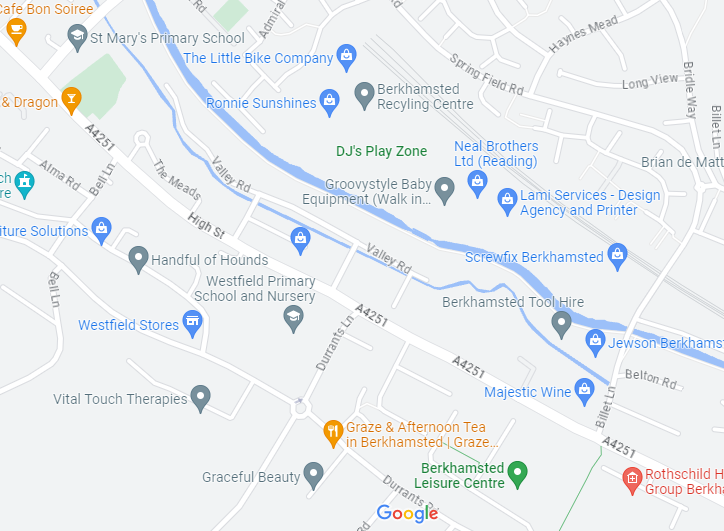 Cafe Bon Soiree
St Mary's Primary School
Admiral
The Little Bike Company
Haynes Mead
Spring Field Rd
Long View
Bridle Way
Billet Ln
& Dragon
Ronnie Sunshines
Berkhamsted
Recyling Centre
A4251
DJ's Play Zone
Neal Brothers
Ltd (Reading)
Brian de Matt
Alma Rd
Bell Ln
The Meads
Valley Rd
Groovystyle Baby
Equipment (Walk in...
Lami Services - Design
Agency and Printer
ch
re
High St
iture Solutions
Handful of Hounds
Valley Rd
Screwfix Berkhamsted
Bell Ln
Westfield Primary
School and Nursery
Berkhamsted Tool Hire
Westfield Stores
A4251
Durrants Ln
Jewson Berkhamst
A4251
Belton Rd
Majestic Wine
Billet Ln
Vital Touch Therapies
Graze & Afternoon Tea
in Berkhamsted | Graze...
A4251
Graceful Beauty
Berkhamsted
Leisure Centre
Rothschild H
Group Berkha
Durrants
Google
Rd